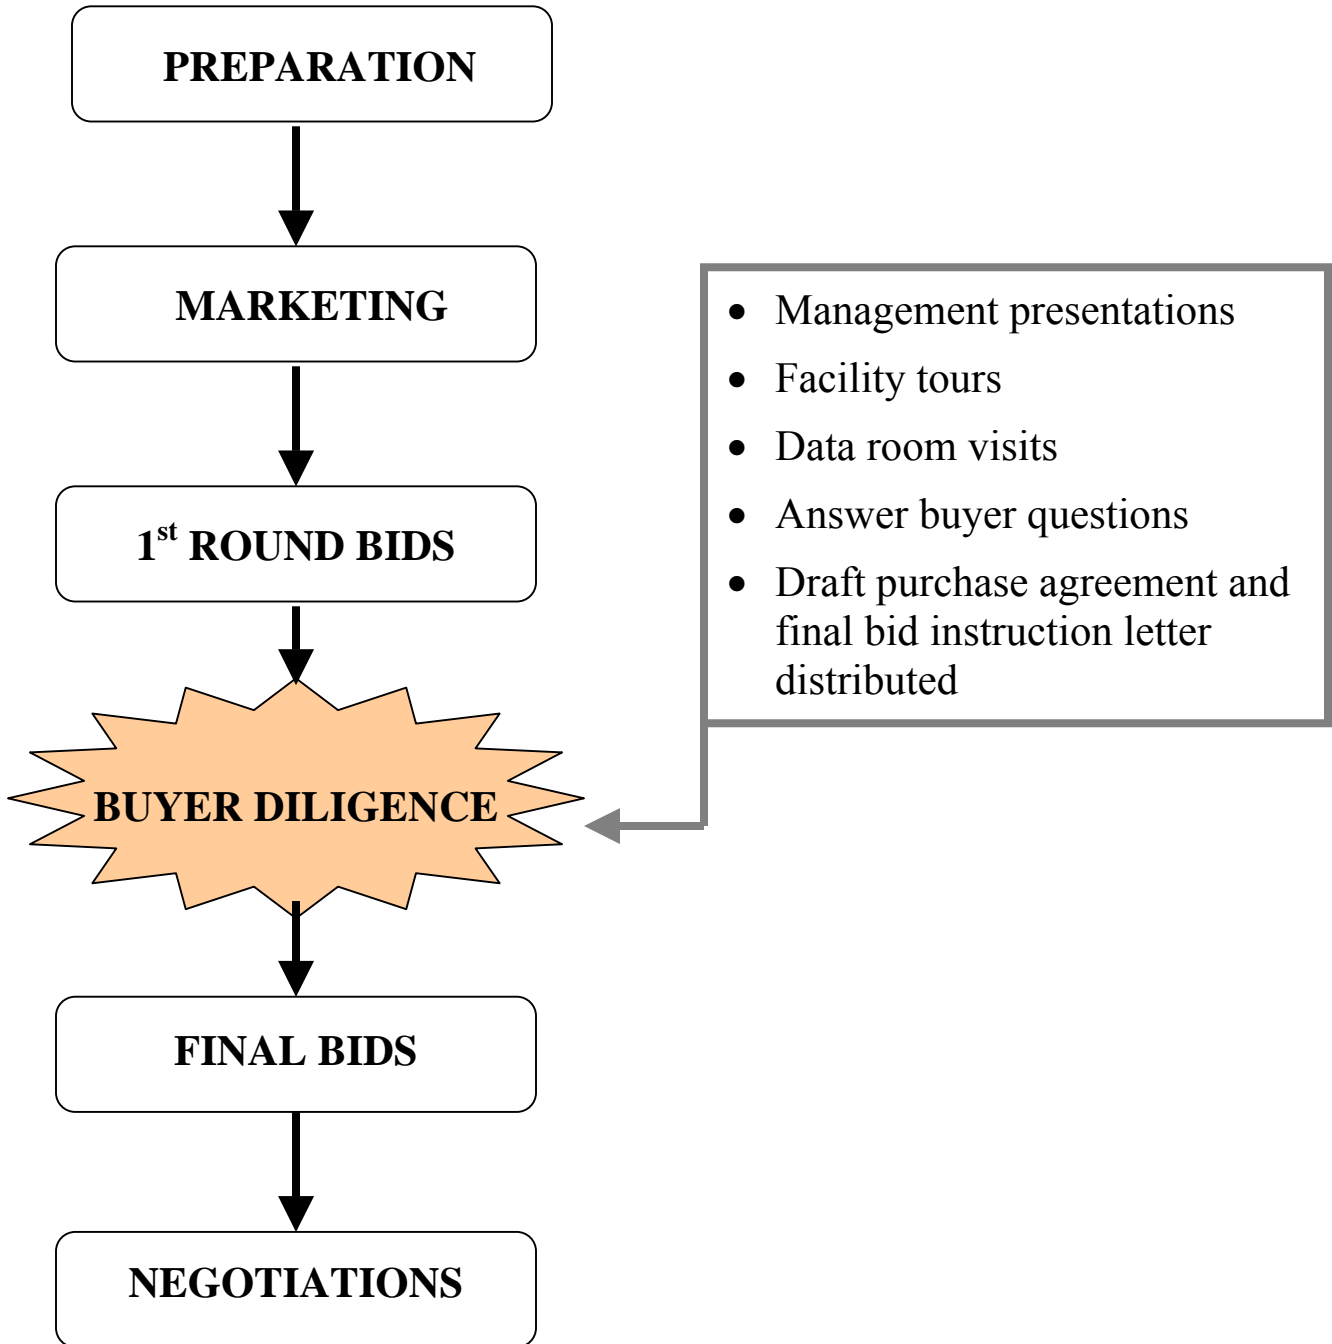 PREPARATION
MARKETING
1st ROUND BIDS
BUYER DILIGENCE
• Management presentations
• Facility tours
• Data room visits
• Answer buyer questions
• Draft purchase agreement and
final bid instruction letter
distributed
FINAL BIDS
NEGOTIATIONS